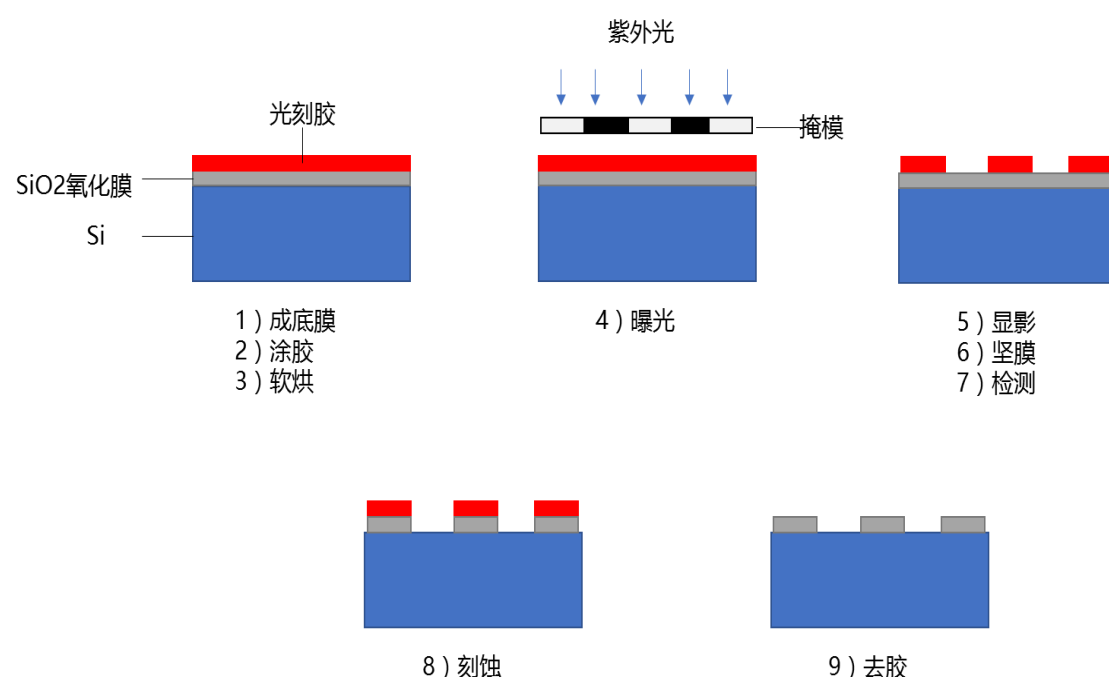 紫外光
光刻胶
掩模
SiO2氧化膜
Si
1）成底膜
2）涂胶
3）软烘
4）曝光
5）显影
6）坚膜
7）检测
8）刻蚀
9）去胶